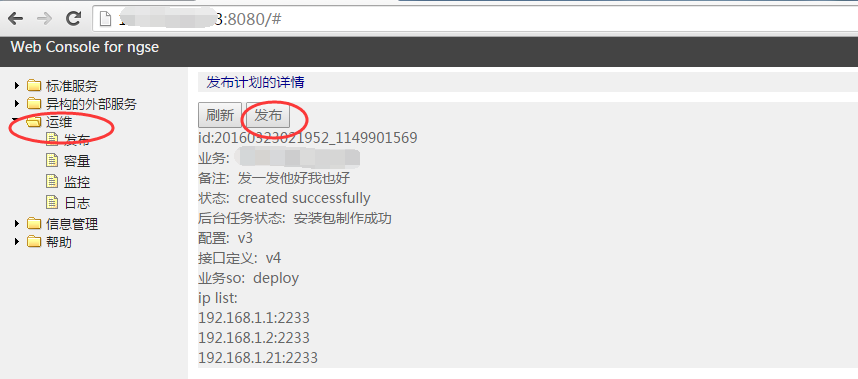 3:8080/#
Web Console for ngse
标准服务
异构的外部服务
运维
发布
容量
监控
日志
信息管理
帮助
发布计划的详情
刷新 发布
id:20160323021952_1149901569
业务:
备注: 发一发他好我也好
状态: created successfully
后台任务状态: 安装包制作成功
配置: v3
接口定义: v4
业务so: deploy
ip list:
192.168.1.1:2233
192.168.1.2:2233
192.168.1.21:2233